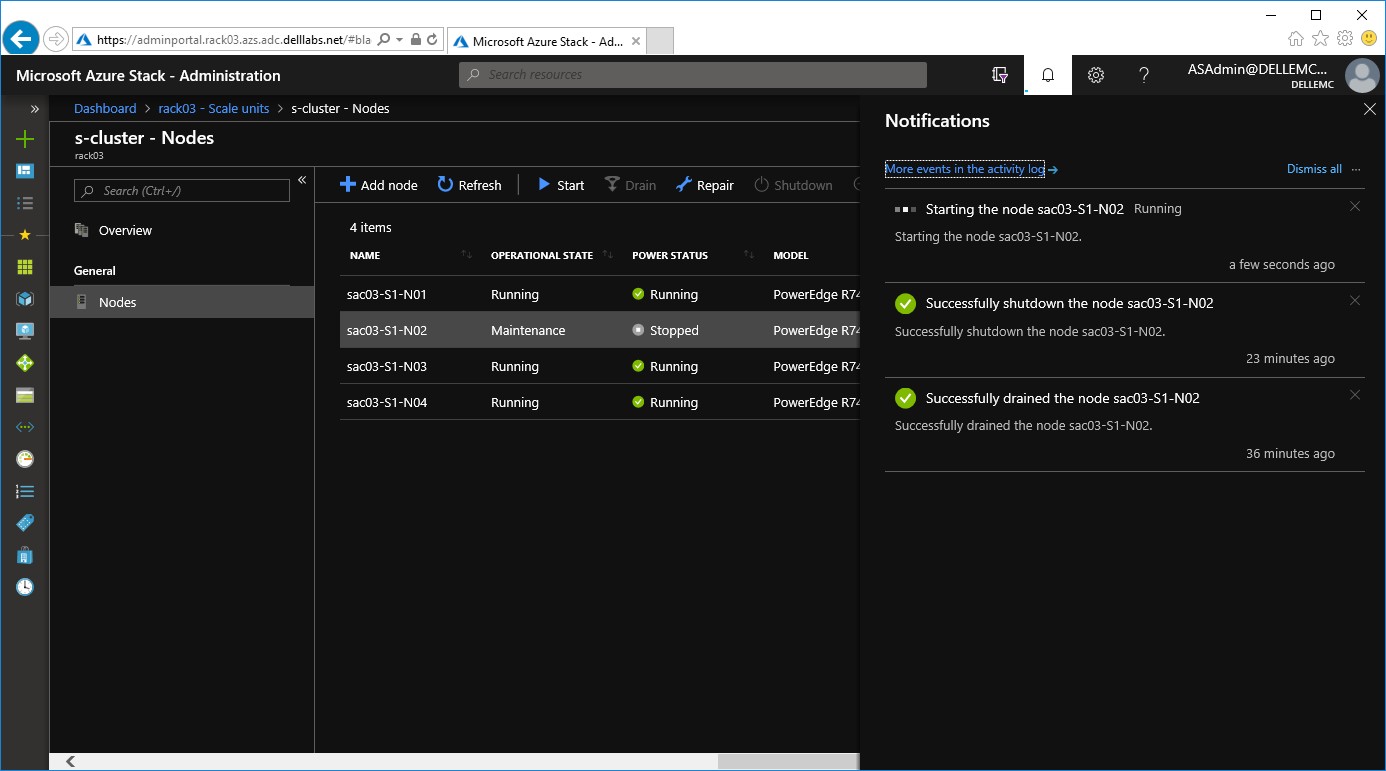 https://adminportal.rack03.azs.adc.delllabs.net/#bla
Microsoft Azure Stack - Ad...
Microsoft Azure Stack - Administration
Search resources
ASAdmin@DELLEMC...
DELLEMC
Dashboard > rack03 - Scale units > s-cluster - Nodes
s-cluster - Nodes
rack03
Search (Ctrl+/)
Overview
General
Nodes
Add node Refresh Start Drain Repair Shutdown
4 items
NAME OPERATIONAL STATE POWER STATUS MODEL
sac03-S1-N01 Running Running PowerEdge R74
sac03-S1-N02 Maintenance Stopped PowerEdge R74
sac03-S1-N03 Running Running PowerEdge R74
sac03-S1-N04 Running Running PowerEdge R74
Notifications
More events in the activity log → Dismiss all ...
Starting the node sac03-S1-N02 Running
Starting the node sac03-S1-N02.
a few seconds ago
Successfully shutdown the node sac03-S1-N02
Successfully shutdown the node sac03-S1-N02.
23 minutes ago
Successfully drained the node sac03-S1-N02
Successfully drained the node sac03-S1-N02.
36 minutes ago